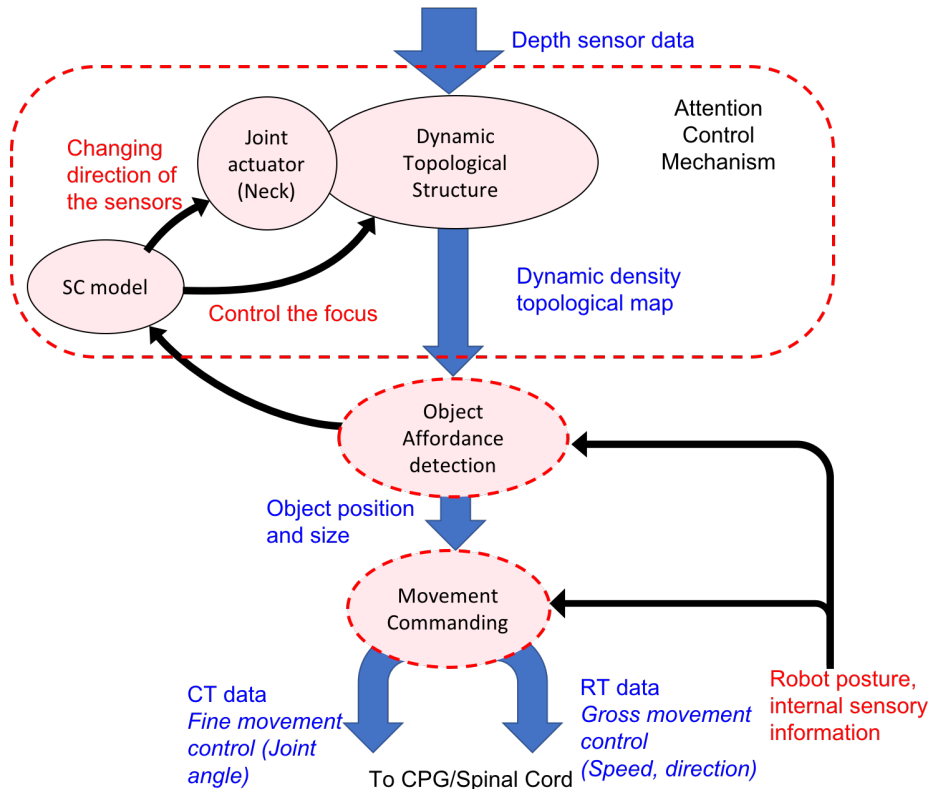 Depth sensor data
Attention
Control
Mechanism
Joint
actuator
(Neck)
Dynamic
Topological
Structure
Changing
direction of
the sensors
SC model
Control the focus
Dynamic density
topological map
Object
Affordance
detection
Object position
and size
Movement
Commanding
CT data
Fine movement
control (Joint
angle)
RT data
Gross movement
control
(Speed, direction)
Robot posture,
internal sensory
information
To CPG/Spinal Cord